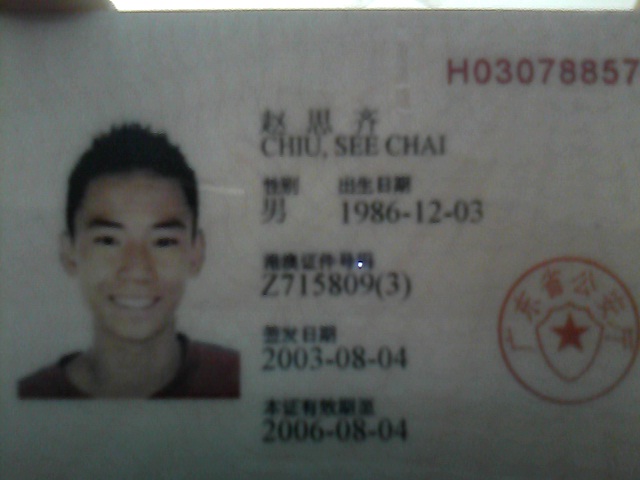 H03078857
赵思齐
CHIU, SEE CHAI
性别 出生日期
男 1986-12-03
港澳证件号码
Z715809(3)
签发日期
2003-08-04
本证有效期至
2006-08-04
广东省公安厅